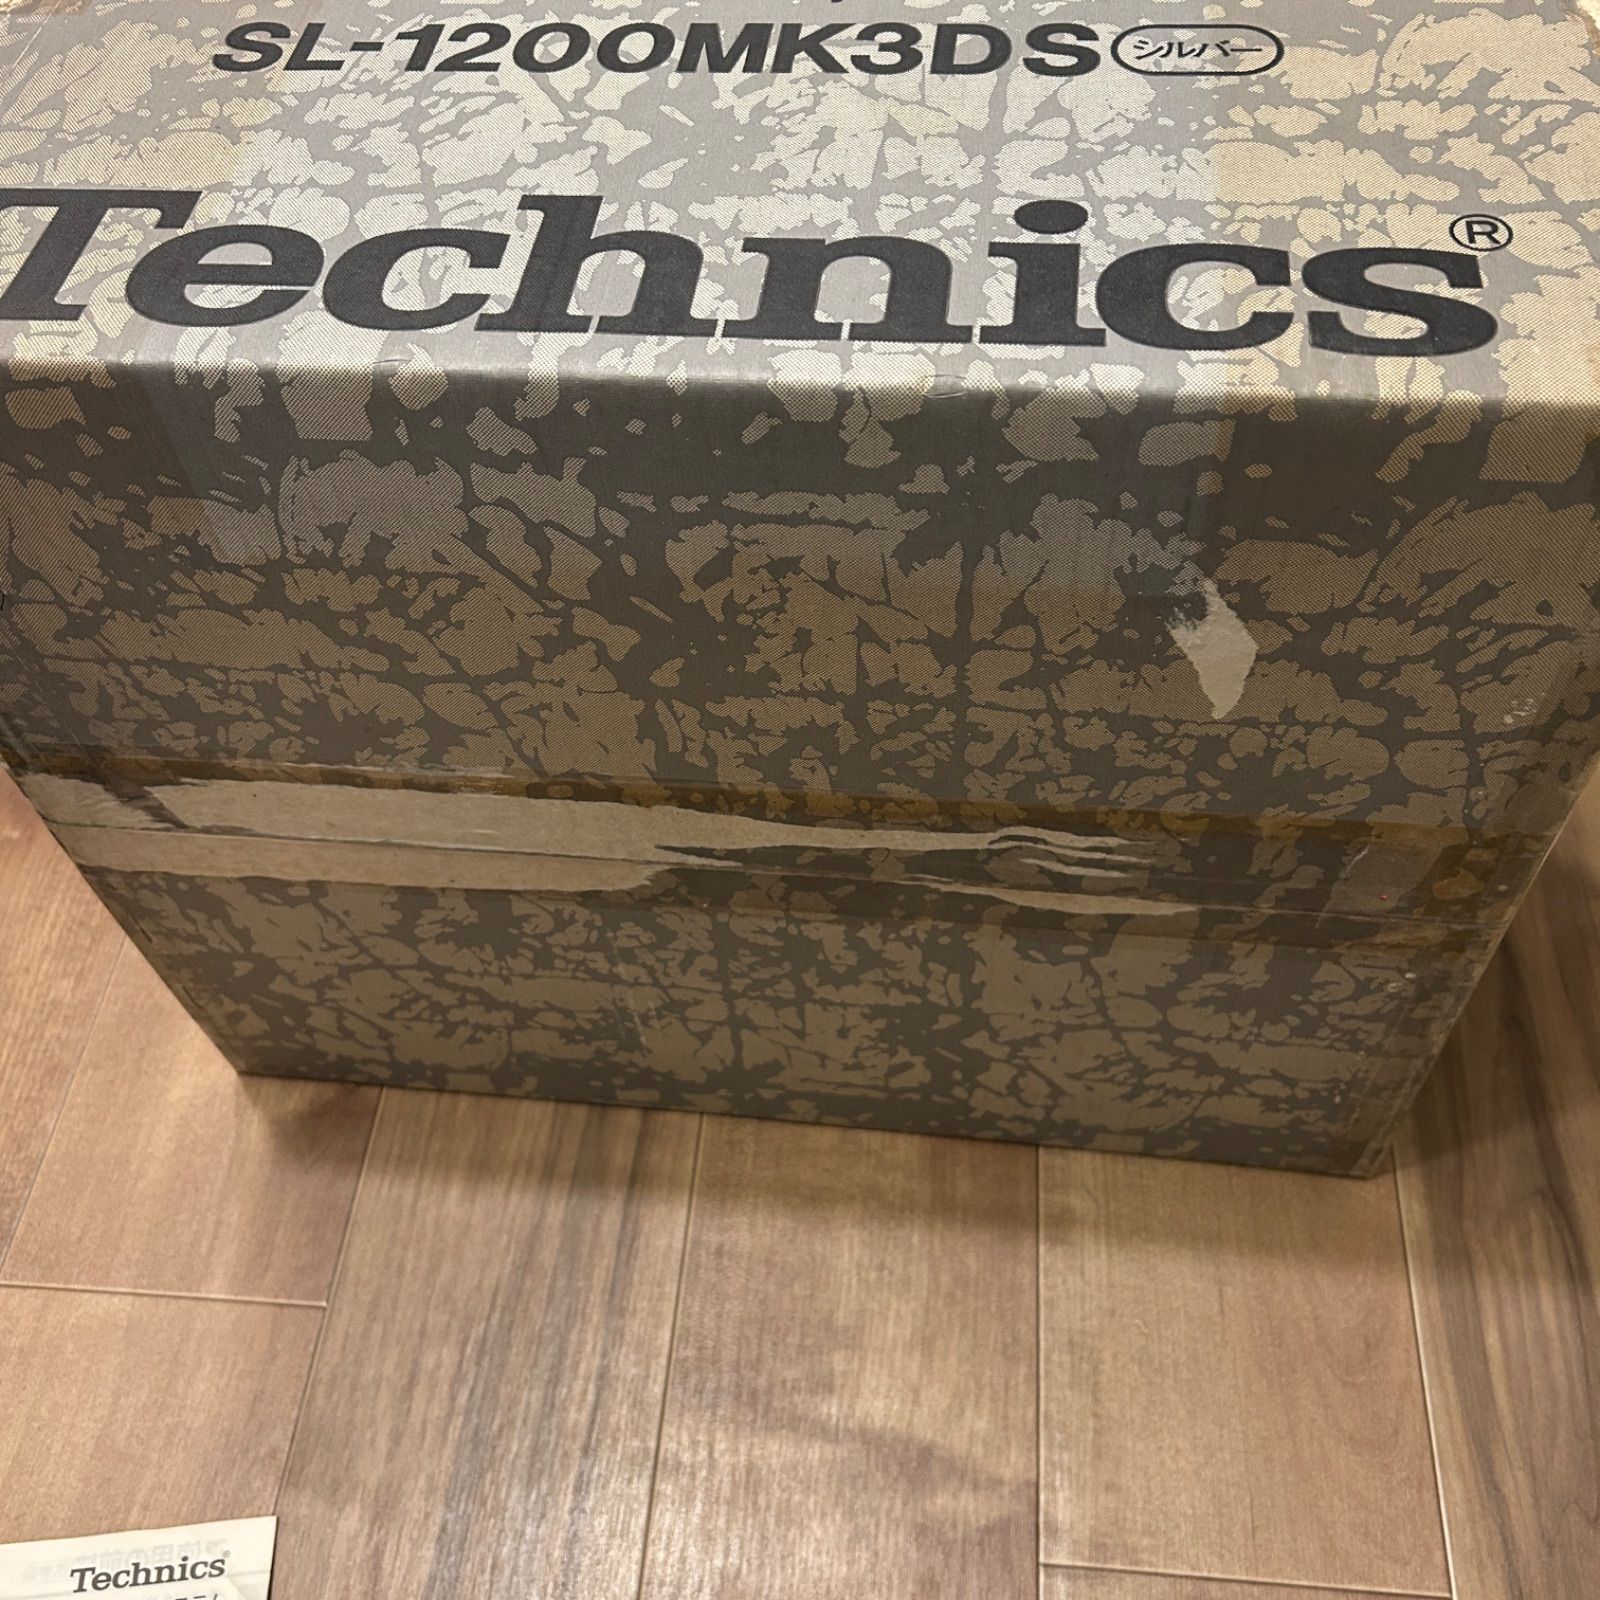 SL-1200MK3DS シルバー
Technics®
Technics®